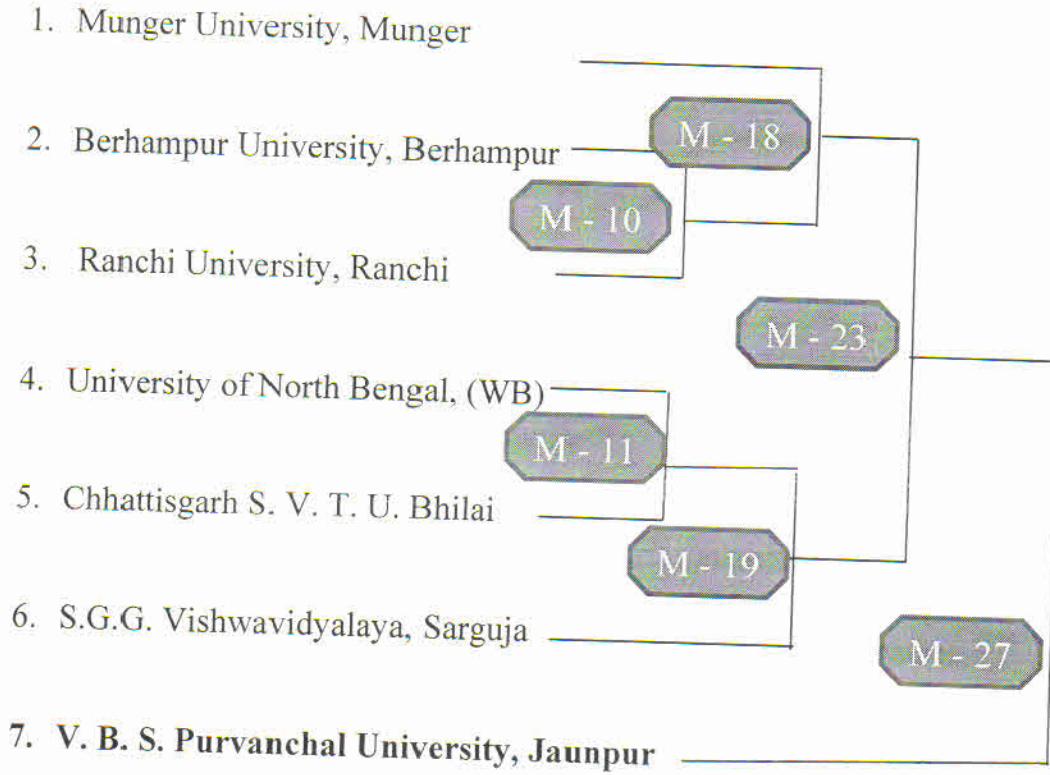 1. Munger University, Munger
M - 18
2. Berhampur University, Berhampur
M - 10
3. Ranchi University, Ranchi
M - 23
4. University of North Bengal, (WB)
M - 11
5. Chhattisgarh S. V. T. U. Bhilai
M - 19
6. S.G.G. Vishwavidyalaya, Sarguja
M - 27
7. V. B. S. Purvanchal University, Jaunpur